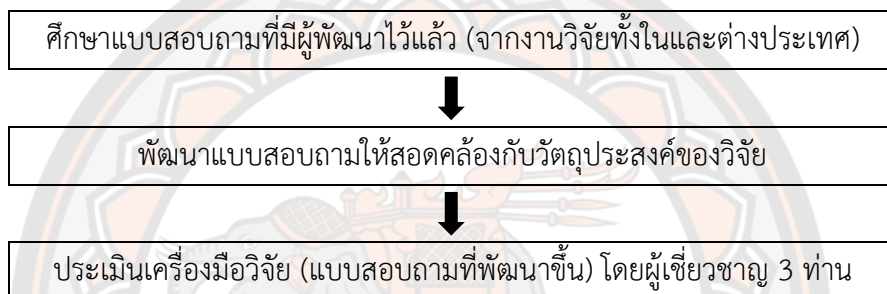 ศึกษาแบบสอบถามที่มีผู้พัฒนาไว้แล้ว (จากงานวิจัยทั้งในและต่างประเทศ)
พัฒนาแบบสอบถามให้สอดคล้องกับวัตถุประสงค์ของวิจัย
ประเมินเครื่องมือวิจัย (แบบสอบถามที่พัฒนาขึ้น) โดยผู้เชี่ยวชาญ 3 ท่าน